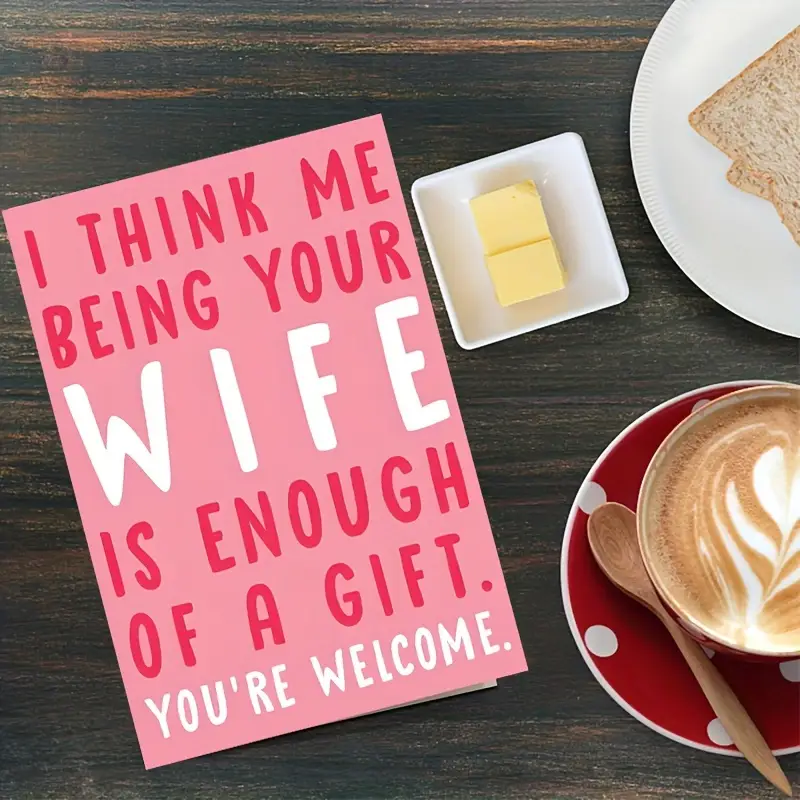 I THINK ME
BEING YOUR
WIFE
IS ENOUGH
OF A GIFT.
YOU'RE WELCOME.